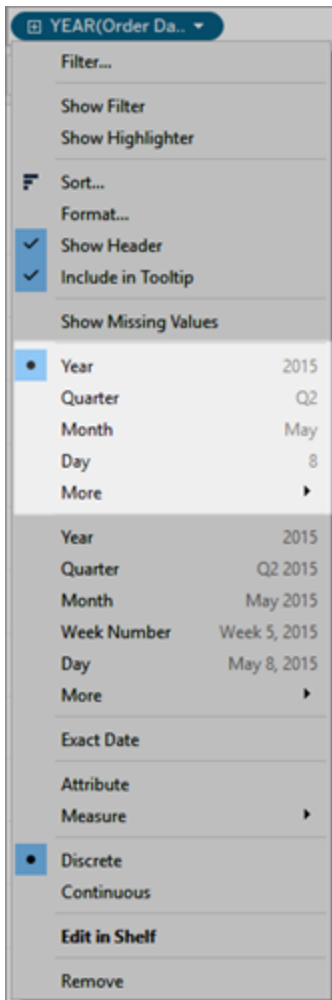 YEAR(Order Da..
Filter...
Show Filter
Show Highlighter
Sort...
Format...
Show Header
Include in Tooltip
Show Missing Values
Year 2015
Quarter Q2
Month May
Day 8
More
Year 2015
Quarter Q2 2015
Month May 2015
Week Number Week 5, 2015
Day May 8, 2015
More
Exact Date
Attribute
Measure
Discrete
Continuous
Edit in Shelf
Remove